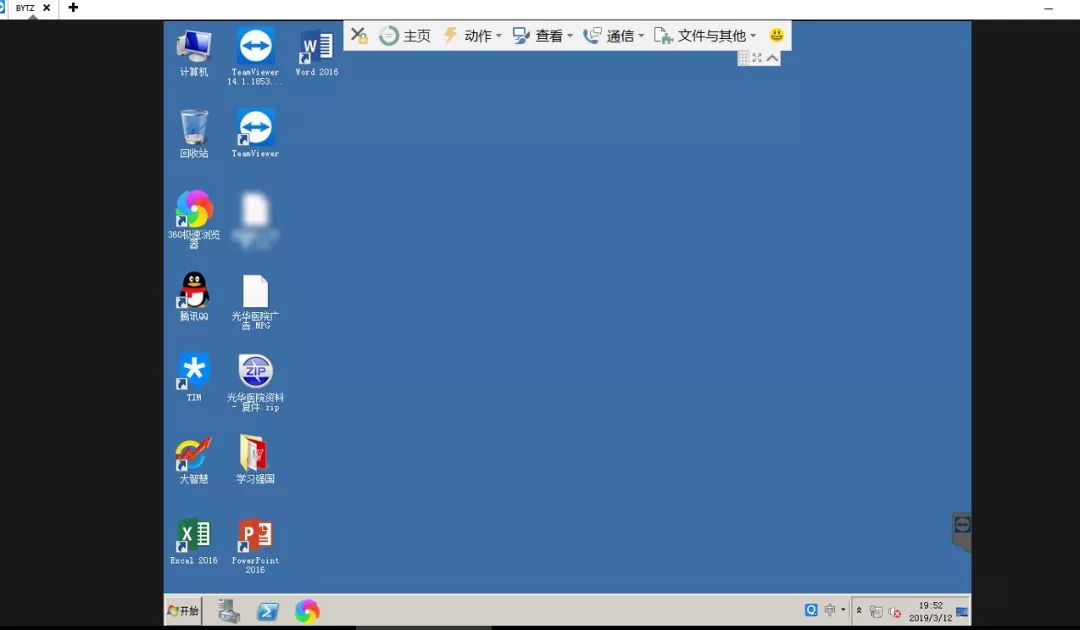 BYTZ
主页
动作
查看
通信
文件与其他
计算机
TeamViewer
14.1.1853...
Word 2016
回收站
TeamViewer
360极速浏览
器
腾讯QQ
光华医院广
告.MPG
TIM
ZIP
光华医院资料
- 复件.zip
大智慧
学习强国
Excel 2016
PowerPoint
2016
开始
中
19:52
2019/3/12